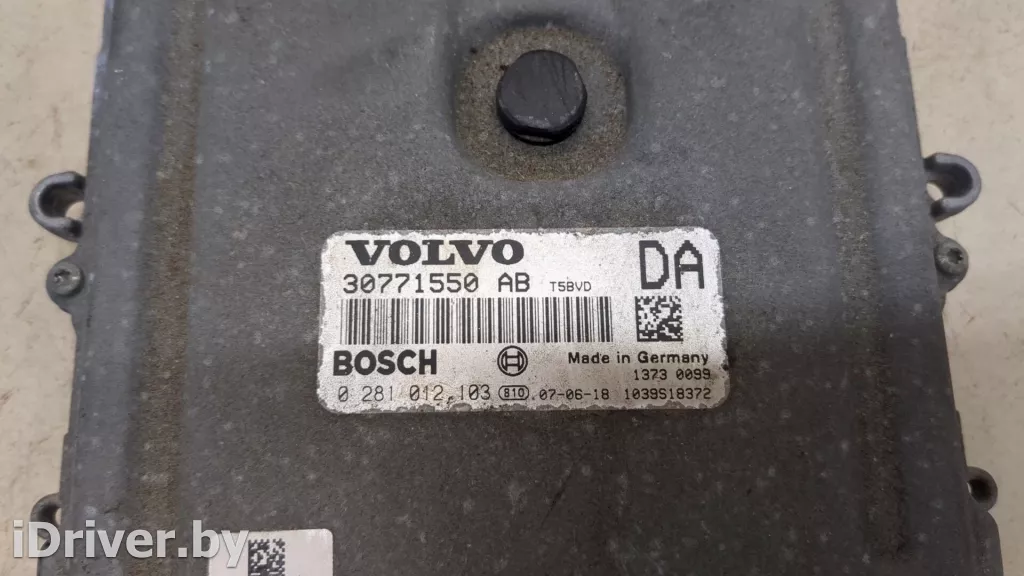 VOLVO
30771550 AB T5BVD DA
BOSCH Made in Germany
1373 0099
0 281 012 103 810 07-06-18 1039S18372
iDriver.by